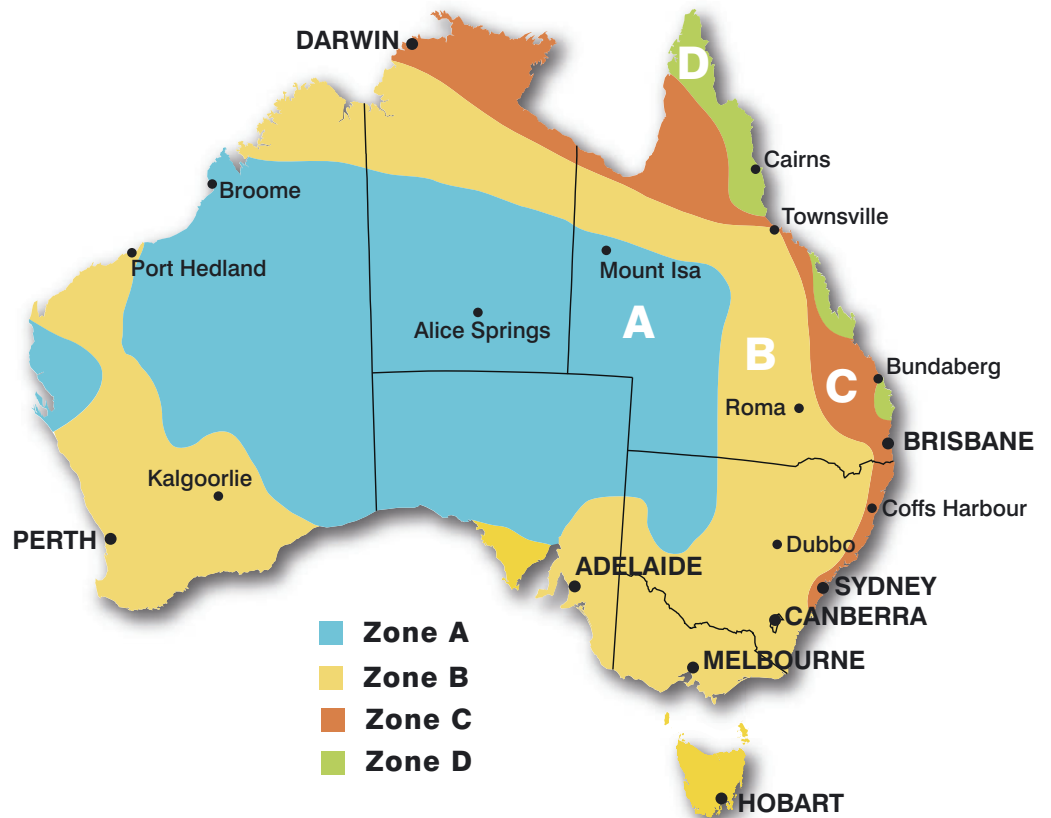 DARWIN
D
Cairns
Broome
Townsville
Port Hedland
Mount Isa
Alice Springs
A
B
Bundaberg
C
Roma
BRISBANE
Kalgoorlie
Coffs Harbour
PERTH
Dubbo
ADELAIDE
SYDNEY
CANBERRA
MELBOURNE
Zone A
Zone B
Zone C
Zone D
HOBART